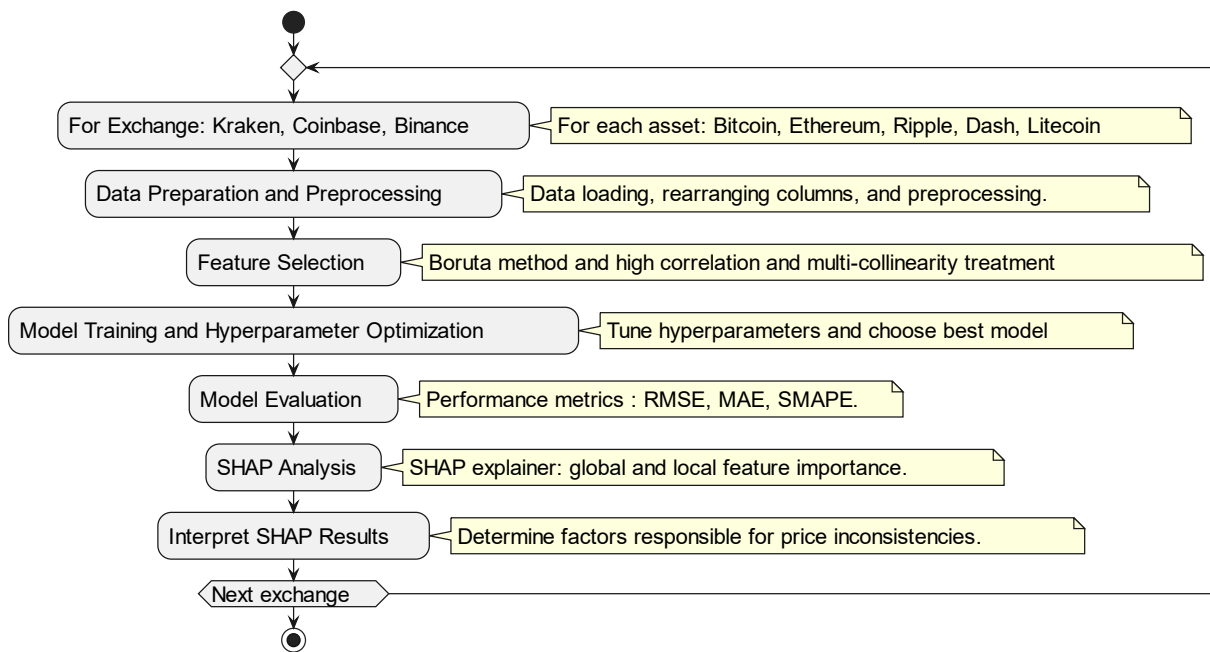 For Exchange: Kraken, Coinbase, Binance
For each asset: Bitcoin, Ethereum, Ripple, Dash, Litecoin
Data Preparation and Preprocessing
Data loading, rearranging columns, and preprocessing.
Feature Selection
Boruta method and high correlation and multi-collinearity treatment
Model Training and Hyperparameter Optimization
Tune hyperparameters and choose best model
Model Evaluation
Performance metrics : RMSE, MAE, SMAPE.
SHAP Analysis
SHAP explainer: global and local feature importance.
Interpret SHAP Results
Determine factors responsible for price inconsistencies.
Next exchange